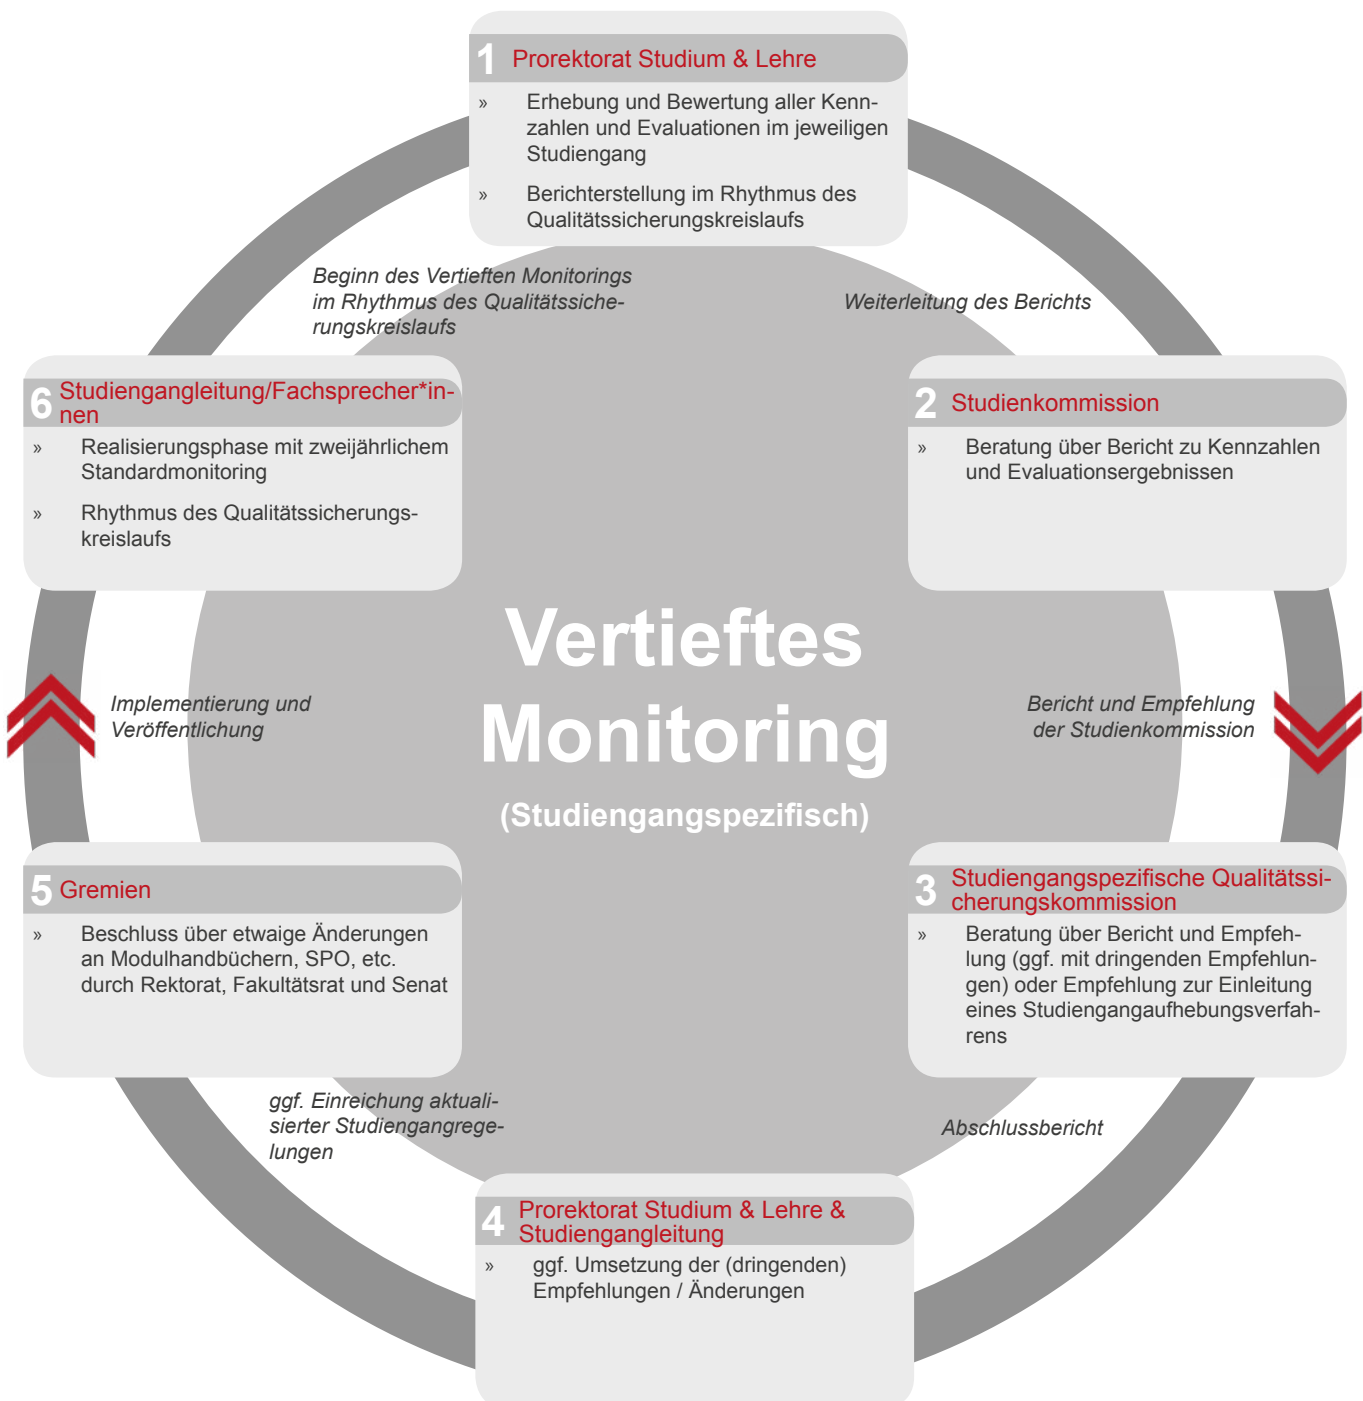 1 Prorektorat Studium & Lehre
» Erhebung und Bewertung aller Kenn-
zahlen und Evaluationen im jeweiligen
Studiengang
» Berichterstellung im Rhythmus des
Qualitätssicherungskreislaufs
Beginn des Vertieften Monitorings
im Rhythmus des Qualitätssiche-
rungskreislaufs
Weiterleitung des Berichts
6 Studiengangleitung/Fachsprecher*in-
nen
» Realisierungsphase mit zweijährlichem
Standardmonitoring
» Rhythmus des Qualitätssicherungs-
kreislaufs
2 Studienkommission
» Beratung über Bericht zu Kennzahlen
und Evaluationsergebnissen
Vertieftes
Monitoring
(Studiengangspezifisch)
Implementierung und
Veröffentlichung
Bericht und Empfehlung
der Studienkommission
5 Gremien
» Beschluss über etwaige Änderungen
an Modulhandbüchern, SPO, etc.
durch Rektorat, Fakultätsrat und Senat
3 Studiengangspezifische Qualitätssi-
cherungskommission
» Beratung über Bericht und Empfeh-
lung (ggf. mit dringenden Empfehlun-
gen) oder Empfehlung zur Einleitung
eines Studiengangaufhebungsverfah-
rens
ggf. Einreichung aktuali-
sierter Studiengangrege-
lungen
Abschlussbericht
4 Prorektorat Studium & Lehre &
Studiengangleitung
» ggf. Umsetzung der (dringenden)
Empfehlungen / Änderungen